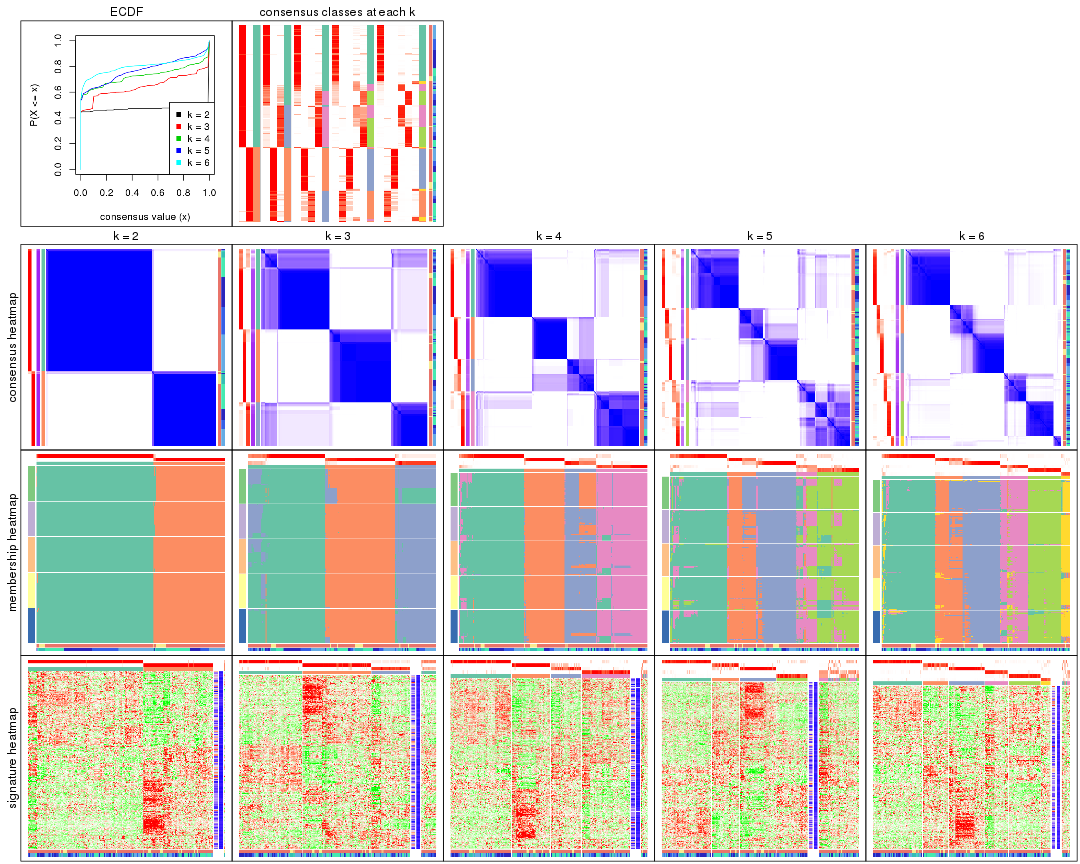 ECDF
consensus classes at each k
P(X <= x)
0.0
0.2
0.4
0.6
0.8
1.0
k = 2
k = 3
k = 4
k = 5
k = 6
0.0 0.2 0.4 0.6 0.8 1.0
consensus value (x)
k = 2
k = 3
k = 4
k = 5
k = 6
consensus heatmap
membership heatmap
signature heatmap